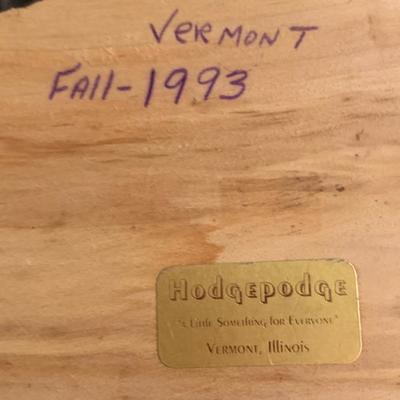 Vermont
Fall-1993
Hodgepodge
"A Little Something for Everyone"
Vermont, Illinois